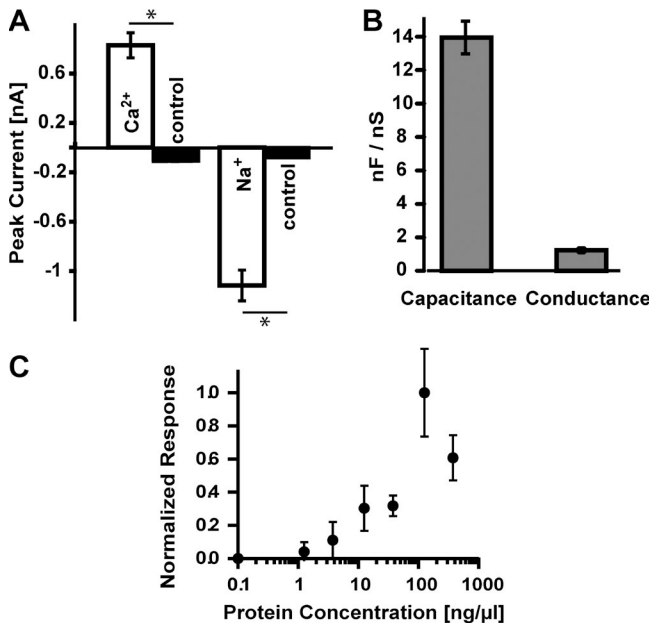 A
B
*
0.6
0.2
-0.2
-0.6
-1
Peak Current [nA]
Ca2+
control
Na+
control
*
14
12
10
8
6
4
2
0
nF / nS
Capacitance Conductance
C
Normalized Response
1.0
0.8
0.6
0.4
0.2
0.0
0.1 1 10 100 1000
Protein Concentration [ng/µl]